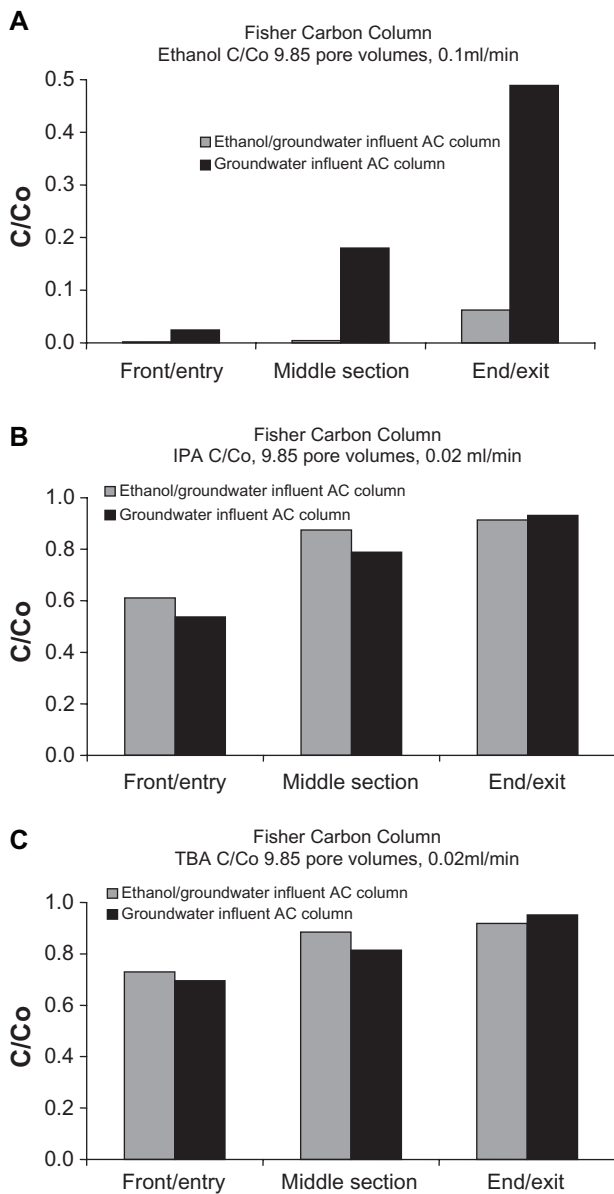 A
Fisher Carbon Column
Ethanol C/Co 9.85 pore volumes, 0.1ml/min
0.5
0.4
0.3
0.2
0.1
0.0
C/Co
Ethanol/groundwater influent AC column
Groundwater influent AC column
Front/entry Middle section End/exit
B
Fisher Carbon Column
IPA C/Co, 9.85 pore volumes, 0.02 ml/min
1.0
0.8
0.6
0.4
0.2
0.0
C/Co
Ethanol/groundwater influent AC column
Groundwater influent AC column
Front/entry Middle section End/exit
C
Fisher Carbon Column
TBA C/Co 9.85 pore volumes, 0.02ml/min
1.0
0.8
0.6
0.4
0.2
0.0
C/Co
Ethanol/groundwater influent AC column
Groundwater influent AC column
Front/entry Middle section End/exit